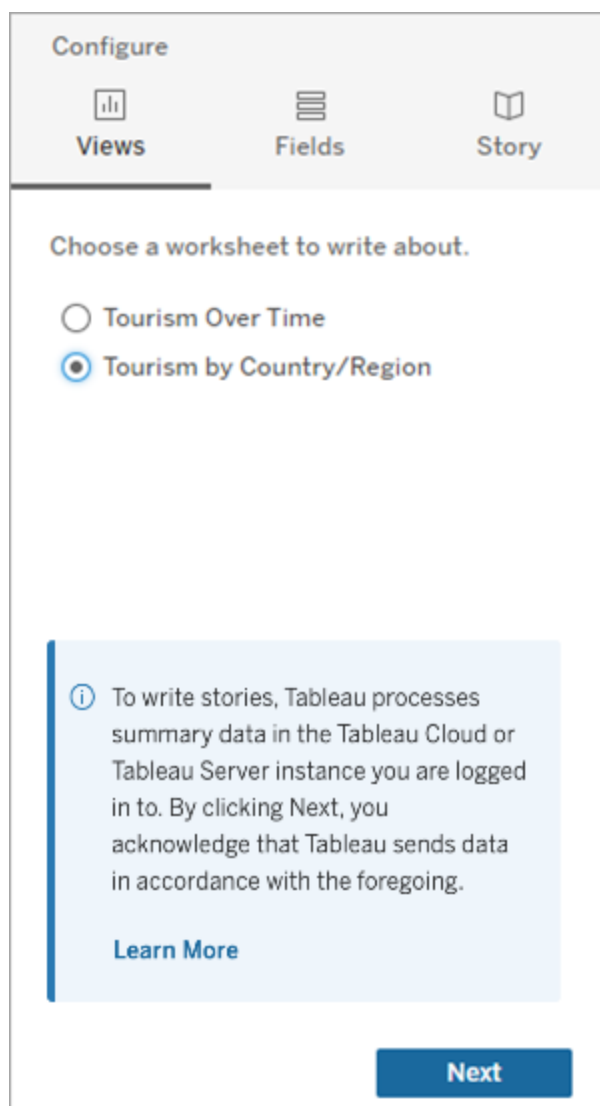 Configure
Views Fields Story
Choose a worksheet to write about.
Tourism Over Time
Tourism by Country/Region
To write stories, Tableau processes
summary data in the Tableau Cloud or
Tableau Server instance you are logged
in to. By clicking Next, you
acknowledge that Tableau sends data
in accordance with the foregoing.
Learn More
Next